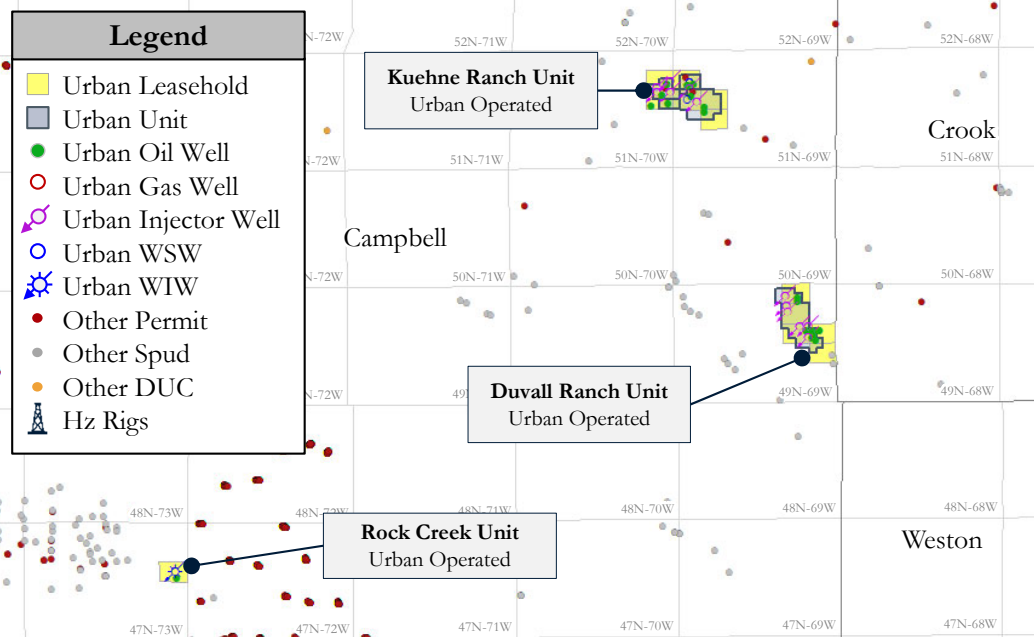 Legend
Urban Leasehold
Urban Unit
Urban Oil Well
Urban Gas Well
Urban Injector Well
Urban WSW
Urban WIW
Other Permit
Other Spud
Other DUC
Hz Rigs
N-72W
52N-71W
52N-70W
52N-69W
52N-68W
Kuehne Ranch Unit
Urban Operated
Crook
-72W
51N-71W
51N-70W
51N-69W
51N-68W
Campbell
-72W
50N-71W
50N-70W
50N-69W
50N-68W
Duvall Ranch Unit
Urban Operated
-72W
49N
49N-69W
49N-68W
48N-73W
48N-72W
48N-71W
48N-70W
48N-69W
48N-68W
Rock Creek Unit
Urban Operated
Weston
47N-73W
47N-72W
47N-71W
47N-70W
47N-69W
47N-68W